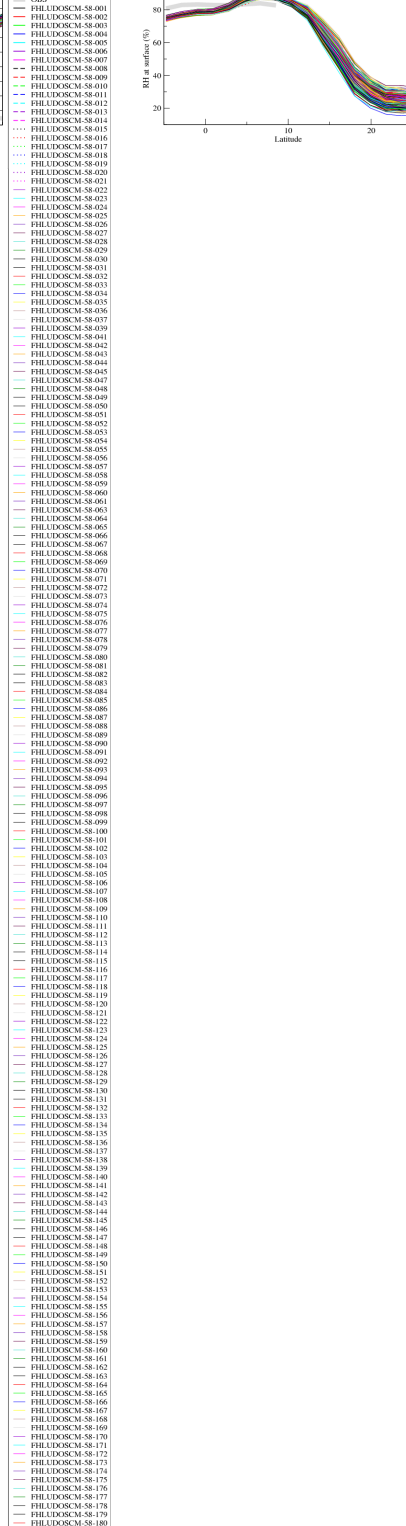 FHLUDOSCM-58-001
FHLUDOSCM-58-002
FHLUDOSCM-58-003
FHLUDOSCM-58-004
FHLUDOSCM-58-005
FHLUDOSCM-58-006
FHLUDOSCM-58-007
FHLUDOSCM-58-008
FHLUDOSCM-58-009
FHLUDOSCM-58-010
FHLUDOSCM-58-011
FHLUDOSCM-58-012
FHLUDOSCM-58-013
FHLUDOSCM-58-014
FHLUDOSCM-58-015
FHLUDOSCM-58-016
FHLUDOSCM-58-017
FHLUDOSCM-58-018
FHLUDOSCM-58-019
FHLUDOSCM-58-020
FHLUDOSCM-58-021
FHLUDOSCM-58-022
FHLUDOSCM-58-023
FHLUDOSCM-58-024
FHLUDOSCM-58-025
FHLUDOSCM-58-026
FHLUDOSCM-58-027
FHLUDOSCM-58-028
FHLUDOSCM-58-029
FHLUDOSCM-58-030
FHLUDOSCM-58-031
FHLUDOSCM-58-032
FHLUDOSCM-58-033
FHLUDOSCM-58-034
FHLUDOSCM-58-035
FHLUDOSCM-58-036
FHLUDOSCM-58-037
FHLUDOSCM-58-039
FHLUDOSCM-58-041
FHLUDOSCM-58-042
FHLUDOSCM-58-043
FHLUDOSCM-58-044
FHLUDOSCM-58-045
FHLUDOSCM-58-047
FHLUDOSCM-58-048
FHLUDOSCM-58-049
FHLUDOSCM-58-050
FHLUDOSCM-58-051
FHLUDOSCM-58-052
FHLUDOSCM-58-053
FHLUDOSCM-58-054
FHLUDOSCM-58-055
FHLUDOSCM-58-056
FHLUDOSCM-58-057
FHLUDOSCM-58-058
FHLUDOSCM-58-059
FHLUDOSCM-58-060
FHLUDOSCM-58-061
FHLUDOSCM-58-063
FHLUDOSCM-58-064
FHLUDOSCM-58-065
FHLUDOSCM-58-066
FHLUDOSCM-58-067
FHLUDOSCM-58-068
FHLUDOSCM-58-069
FHLUDOSCM-58-070
FHLUDOSCM-58-071
FHLUDOSCM-58-072
FHLUDOSCM-58-073
FHLUDOSCM-58-074
FHLUDOSCM-58-075
FHLUDOSCM-58-076
FHLUDOSCM-58-077
FHLUDOSCM-58-078
FHLUDOSCM-58-079
FHLUDOSCM-58-080
FHLUDOSCM-58-081
FHLUDOSCM-58-082
FHLUDOSCM-58-083
FHLUDOSCM-58-084
FHLUDOSCM-58-085
FHLUDOSCM-58-086
FHLUDOSCM-58-087
FHLUDOSCM-58-088
FHLUDOSCM-58-089
FHLUDOSCM-58-090
FHLUDOSCM-58-091
FHLUDOSCM-58-092
FHLUDOSCM-58-093
FHLUDOSCM-58-094
FHLUDOSCM-58-095
FHLUDOSCM-58-096
FHLUDOSCM-58-097
FHLUDOSCM-58-098
FHLUDOSCM-58-099
FHLUDOSCM-58-100
FHLUDOSCM-58-101
FHLUDOSCM-58-102
FHLUDOSCM-58-103
FHLUDOSCM-58-104
FHLUDOSCM-58-105
FHLUDOSCM-58-106
FHLUDOSCM-58-107
FHLUDOSCM-58-108
FHLUDOSCM-58-109
FHLUDOSCM-58-110
FHLUDOSCM-58-111
FHLUDOSCM-58-112
FHLUDOSCM-58-113
FHLUDOSCM-58-114
FHLUDOSCM-58-115
FHLUDOSCM-58-116
FHLUDOSCM-58-117
FHLUDOSCM-58-118
FHLUDOSCM-58-119
FHLUDOSCM-58-120
FHLUDOSCM-58-121
FHLUDOSCM-58-122
FHLUDOSCM-58-123
FHLUDOSCM-58-124
FHLUDOSCM-58-125
FHLUDOSCM-58-126
FHLUDOSCM-58-127
FHLUDOSCM-58-128
FHLUDOSCM-58-129
FHLUDOSCM-58-130
FHLUDOSCM-58-131
FHLUDOSCM-58-132
FHLUDOSCM-58-133
FHLUDOSCM-58-134
FHLUDOSCM-58-135
FHLUDOSCM-58-136
FHLUDOSCM-58-137
FHLUDOSCM-58-138
FHLUDOSCM-58-139
FHLUDOSCM-58-140
FHLUDOSCM-58-141
FHLUDOSCM-58-142
FHLUDOSCM-58-143
FHLUDOSCM-58-144
FHLUDOSCM-58-145
FHLUDOSCM-58-146
FHLUDOSCM-58-147
FHLUDOSCM-58-148
FHLUDOSCM-58-149
FHLUDOSCM-58-150
FHLUDOSCM-58-151
FHLUDOSCM-58-152
FHLUDOSCM-58-153
FHLUDOSCM-58-154
FHLUDOSCM-58-155
FHLUDOSCM-58-156
FHLUDOSCM-58-157
FHLUDOSCM-58-158
FHLUDOSCM-58-159
FHLUDOSCM-58-160
FHLUDOSCM-58-161
FHLUDOSCM-58-162
FHLUDOSCM-58-163
FHLUDOSCM-58-164
FHLUDOSCM-58-165
FHLUDOSCM-58-166
FHLUDOSCM-58-167
FHLUDOSCM-58-168
FHLUDOSCM-58-169
FHLUDOSCM-58-170
FHLUDOSCM-58-171
FHLUDOSCM-58-172
FHLUDOSCM-58-173
FHLUDOSCM-58-174
FHLUDOSCM-58-175
FHLUDOSCM-58-176
FHLUDOSCM-58-177
FHLUDOSCM-58-178
FHLUDOSCM-58-179
FHLUDOSCM-58-180
RH at surface (%)
80
60
40
20
0 10 20
Latitude